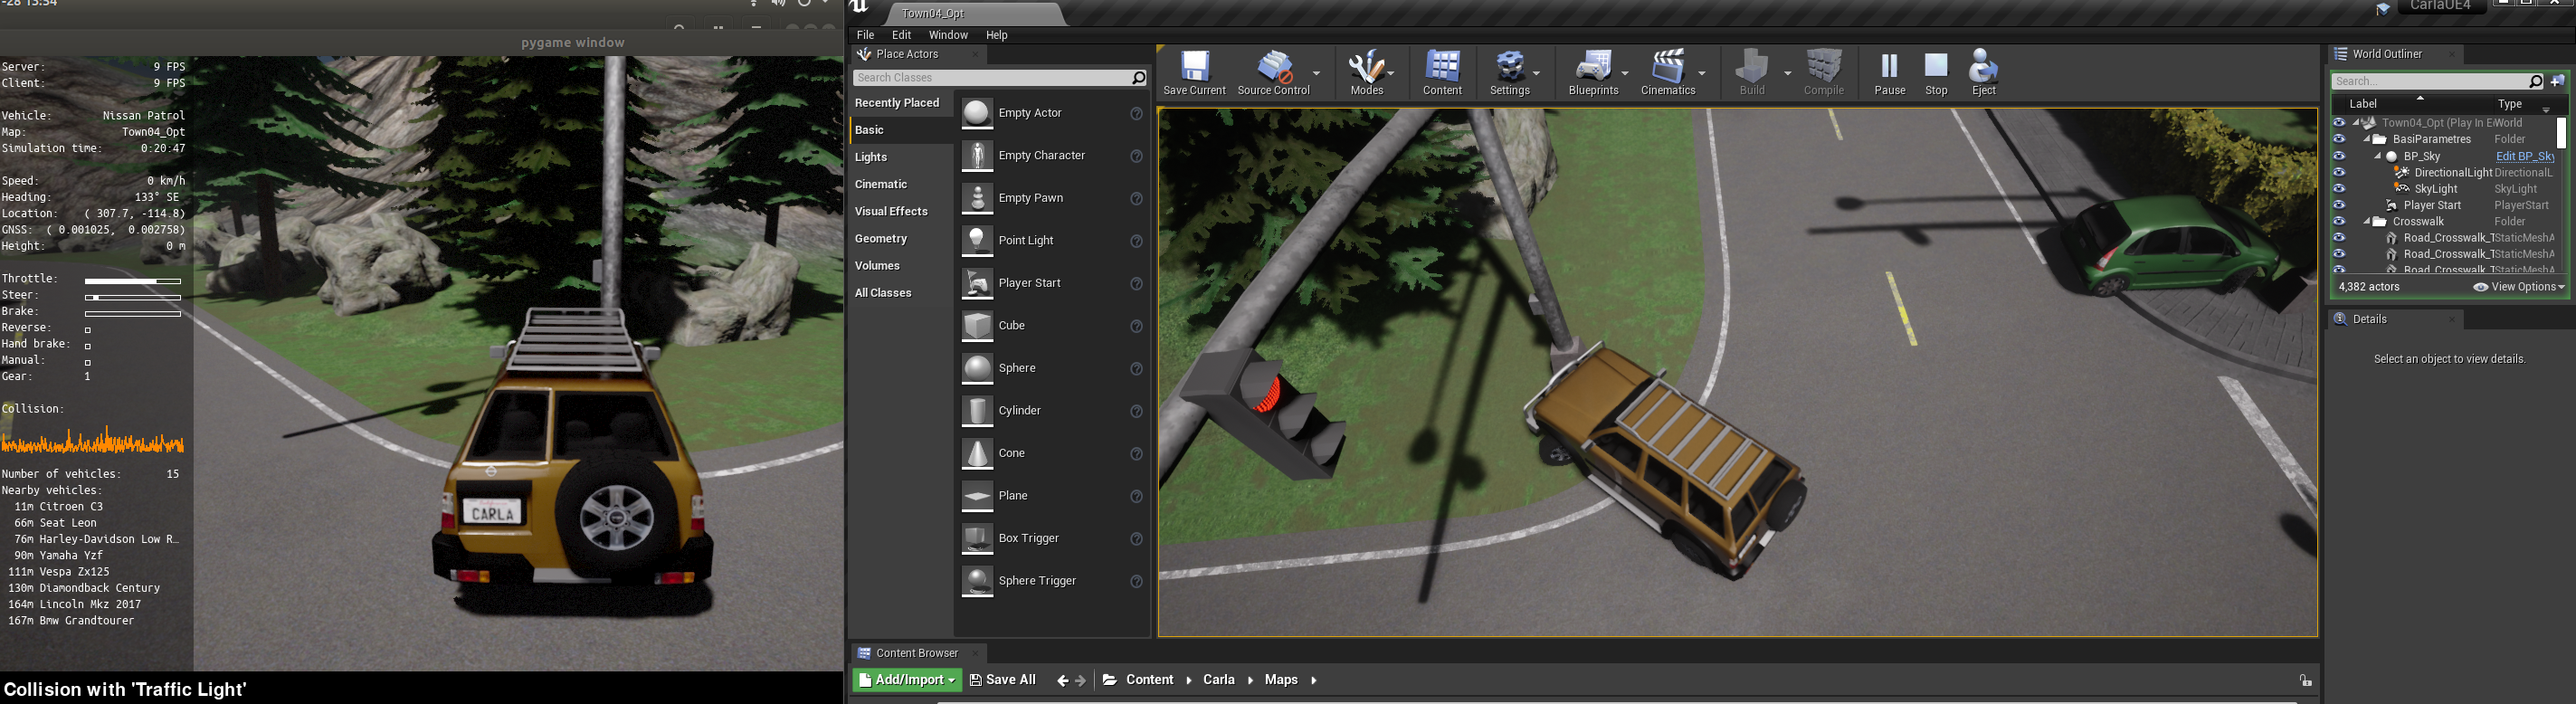 -28 13:54
pygame window
Server: 9 FPS
Client: 9 FPS
Vehicle: Nissan Patrol
Map: Town04_Opt
Simulation time: 0:20:47
Speed: 0 km/h
Heading: 133° SE
Location: ( 307.7, -114.8)
GNSS: ( 0.001025, 0.002758)
Height: 0 m
Throttle:
Steer:
Brake:
Reverse:
Hand brake:
Manual:
Gear: 1
Collision:
Number of vehicles: 15
Nearby vehicles:
11m Citroen C3
66m Seat Leon
76m Harley-Davidson Low R…
90m Yamaha Yzf
111m Vespa Zx125
130m Diamondback Century
164m Lincoln Mkz 2017
167m Bmw Grandtourer
CARLA
Collision with 'Traffic Light'
Town04_Opt
CarlaUE4
File Edit Window Help
Place Actors
Search Classes
Recently Placed
Basic
Lights
Cinematic
Visual Effects
Geometry
Volumes
All Classes
Empty Actor
Empty Character
Empty Pawn
Point Light
Player Start
Cube
Sphere
Cylinder
Cone
Plane
Box Trigger
Sphere Trigger
Save Current Source Control Modes Content Settings Blueprints Cinematics Build Compile Pause Stop Eject
Content Browser
Add/Import Save All Content Carla Maps
World Outliner
Search...
Label Type
Town04_Opt (Play In E World
BasiParametres Folder
BP_Sky Edit BP_Sky
DirectionalLight DirectionalL
SkyLight SkyLight
Player Start PlayerStart
Crosswalk Folder
Road_Crosswalk_T StaticMeshA
Road_Crosswalk_T StaticMeshA
Road_Crosswalk_T StaticMeshA
4,382 actors View Options
Details
Select an object to view details.